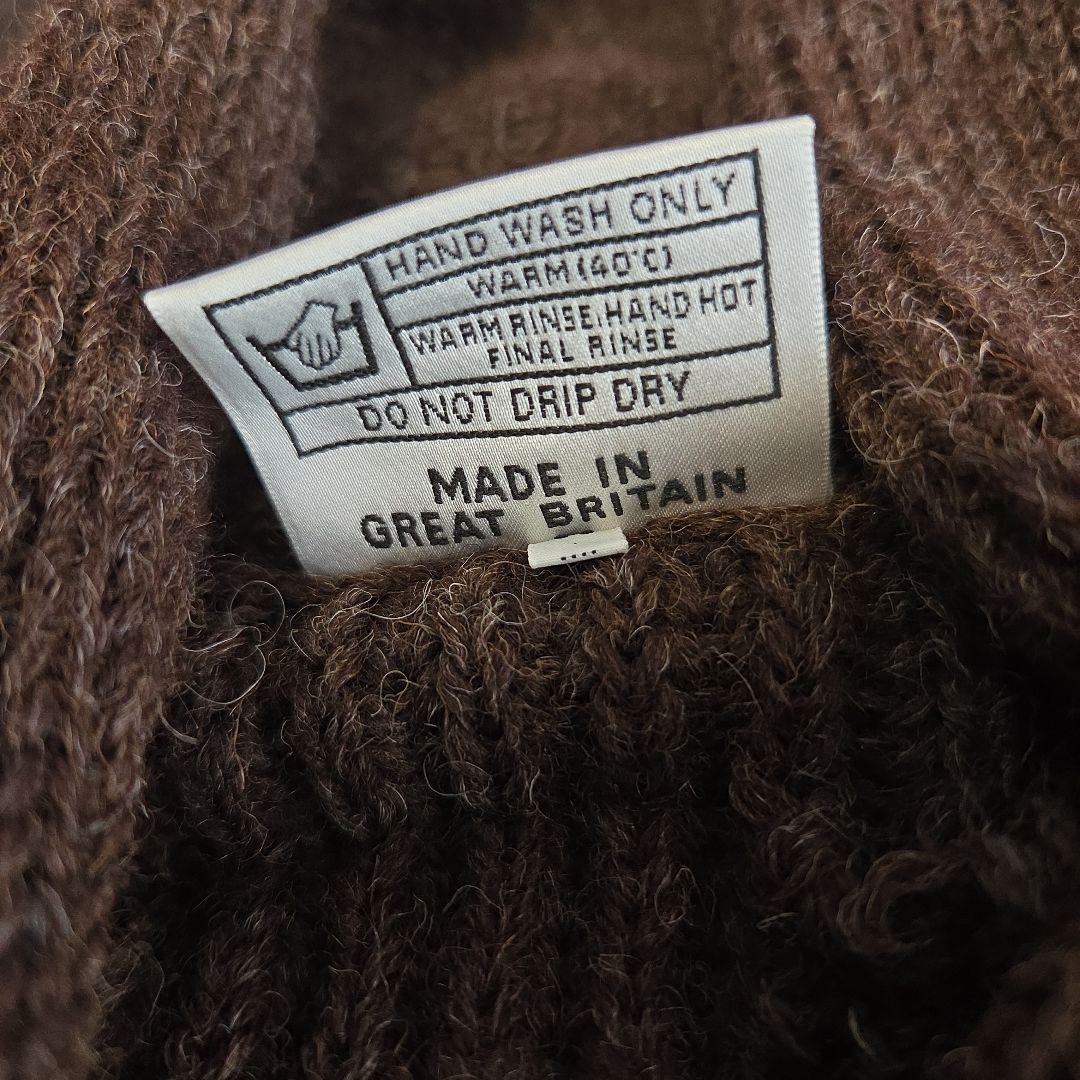 HAND WASH ONLY
WARM (40°C)
WARM RINSE. HAND HOT
FINAL RINSE
DO NOT DRIP DRY
MADE IN
GREAT BRITAIN